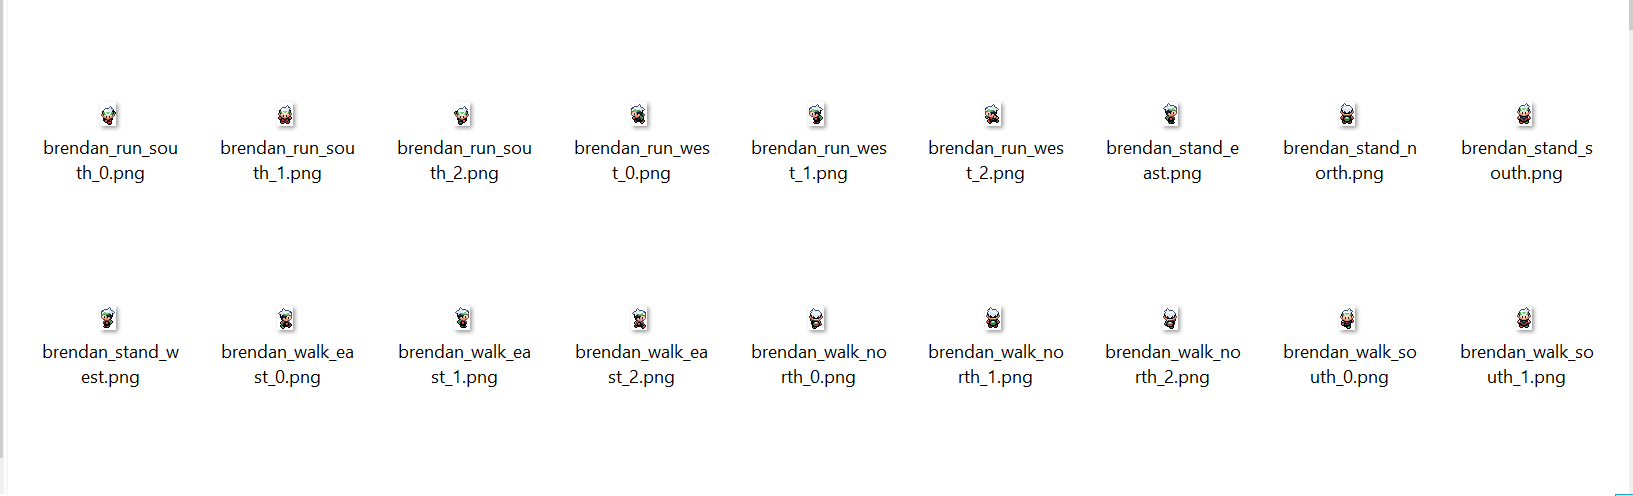 brendan_run_sou
th_0.png
brendan_run_sou
th_1.png
brendan_run_sou
th_2.png
brendan_run_wes
t_0.png
brendan_run_wes
t_1.png
brendan_run_wes
t_2.png
brendan_stand_e
ast.png
brendan_stand_n
orth.png
brendan_stand_s
outh.png
brendan_stand_w
est.png
brendan_walk_ea
st_0.png
brendan_walk_ea
st_1.png
brendan_walk_ea
st_2.png
brendan_walk_no
rth_0.png
brendan_walk_no
rth_1.png
brendan_walk_no
rth_2.png
brendan_walk_so
uth_0.png
brendan_walk_so
uth_1.png